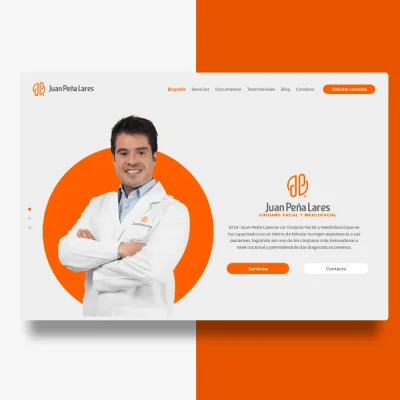 Juan Peña Lares
Biografía Servicios Documentales Testimoniales Blog Contacto Solicitar consulta
Juan Peña Lares
CIRUJANO FACIAL Y MAXILOFACIAL
El Dr. Juan Peña Lares es un Cirujano Facial y Maxilofacial que se
ha capacitado con el ánimo de brindar la mejor experiencia a sus
pacientes, logrando ser uno de los cirujanos más innovadores a
nivel nacional y permitiéndole dar diagnósticos certeros.
Servicios Contacto